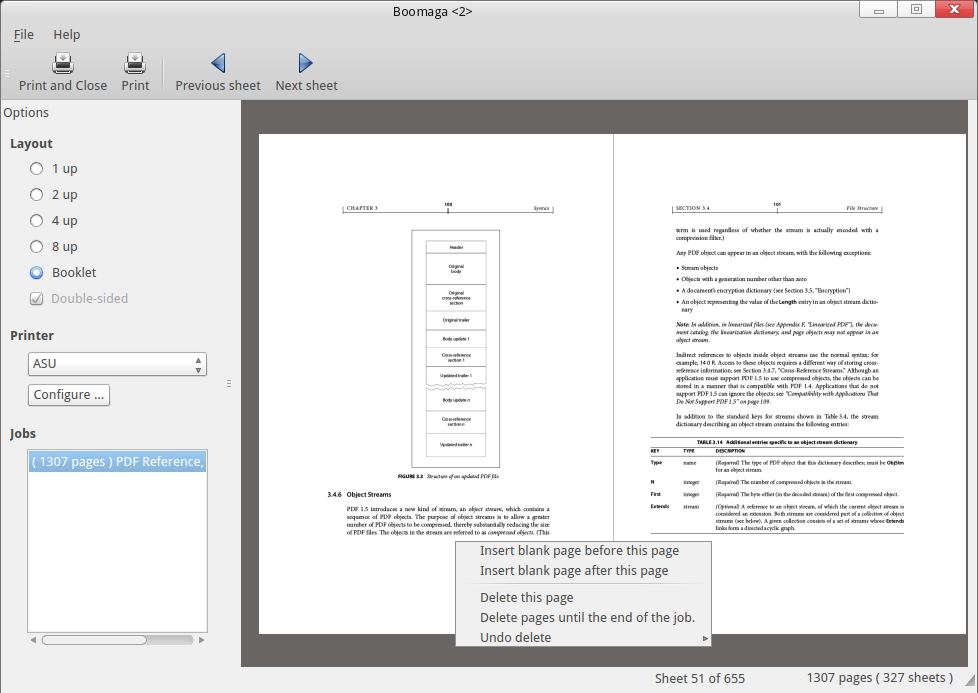 Boomaga <2>
File Help
Print and Close Print Previous sheet Next sheet
Options
Layout
1 up
2 up
4 up
8 up
Booklet
Double-sided
Printer
ASU
Configure ...
Jobs
( 1307 pages ) PDF Reference,
CHAPTER 3 100 Syntax
Header
Original
body
Original
cross-reference
section
Original trailer
Body update 1
Cross-reference
section 1
Updated trailer 1
Body update n
Cross-reference
section n
Updated trailer n
FIGURE 3.3 Structure of an updated PDF file
3.4.6 Object Streams
PDF 1.5 introduces a new kind of stream, an object stream, which contains a
sequence of PDF objects. The purpose of object streams is to allow a greater
number of PDF objects to be compressed, thereby substantially reducing the size
of PDF files. The objects in the stream are referred to as compressed objects. (This
SECTION 3.4 101 File Structure
term is used regardless of whether the stream is actually encoded with a
compression filter.)
Any PDF object can appear in an object stream, with the following exceptions:
• Stream objects
• Objects with a generation number other than zero
• A document's encryption dictionary (see Section 3.5, "Encryption")
• An object representing the value of the Length entry in an object stream dictio-
nary
Note: In addition, in linearized files (see Appendix F, "Linearized PDF"), the docu-
ment catalog, the linearization dictionary, and page objects may not appear in an
object stream.
Indirect references to objects inside object streams use the normal syntax: for
example, 14 0 R. Access to these objects requires a different way of storing cross-
reference information; see Section 3.4.7, "Cross-Reference Streams." Although an
application must support PDF 1.5 to use compressed objects, the objects can be
stored in a manner that is compatible with PDF 1.4. Applications that do not
support PDF 1.5 can ignore the objects; see "Compatibility with Applications That
Do Not Support PDF 1.5" on page 109.
In addition to the standard keys for streams shown in Table 3.4, the stream
dictionary describing an object stream contains the following entries:
TABLE 3.14 Additional entries specific to an object stream dictionary
KEY TYPE DESCRIPTION
Type name (Required) The type of PDF object that this dictionary describes; must be ObjStm
for an object stream.
N integer (Required) The number of compressed objects in the stream.
First integer (Required) The byte offset (in the decoded stream) of the first compressed object.
Extends stream (Optional) A reference to an object stream, of which the current object stream is
considered an extension. Both streams are considered part of a collection of object
streams (see below). A given collection consists of a set of streams whose Extends
links form a directed acyclic graph.
Insert blank page before this page
Insert blank page after this page
Delete this page
Delete pages until the end of the job.
Undo delete
Sheet 51 of 655 1307 pages ( 327 sheets )